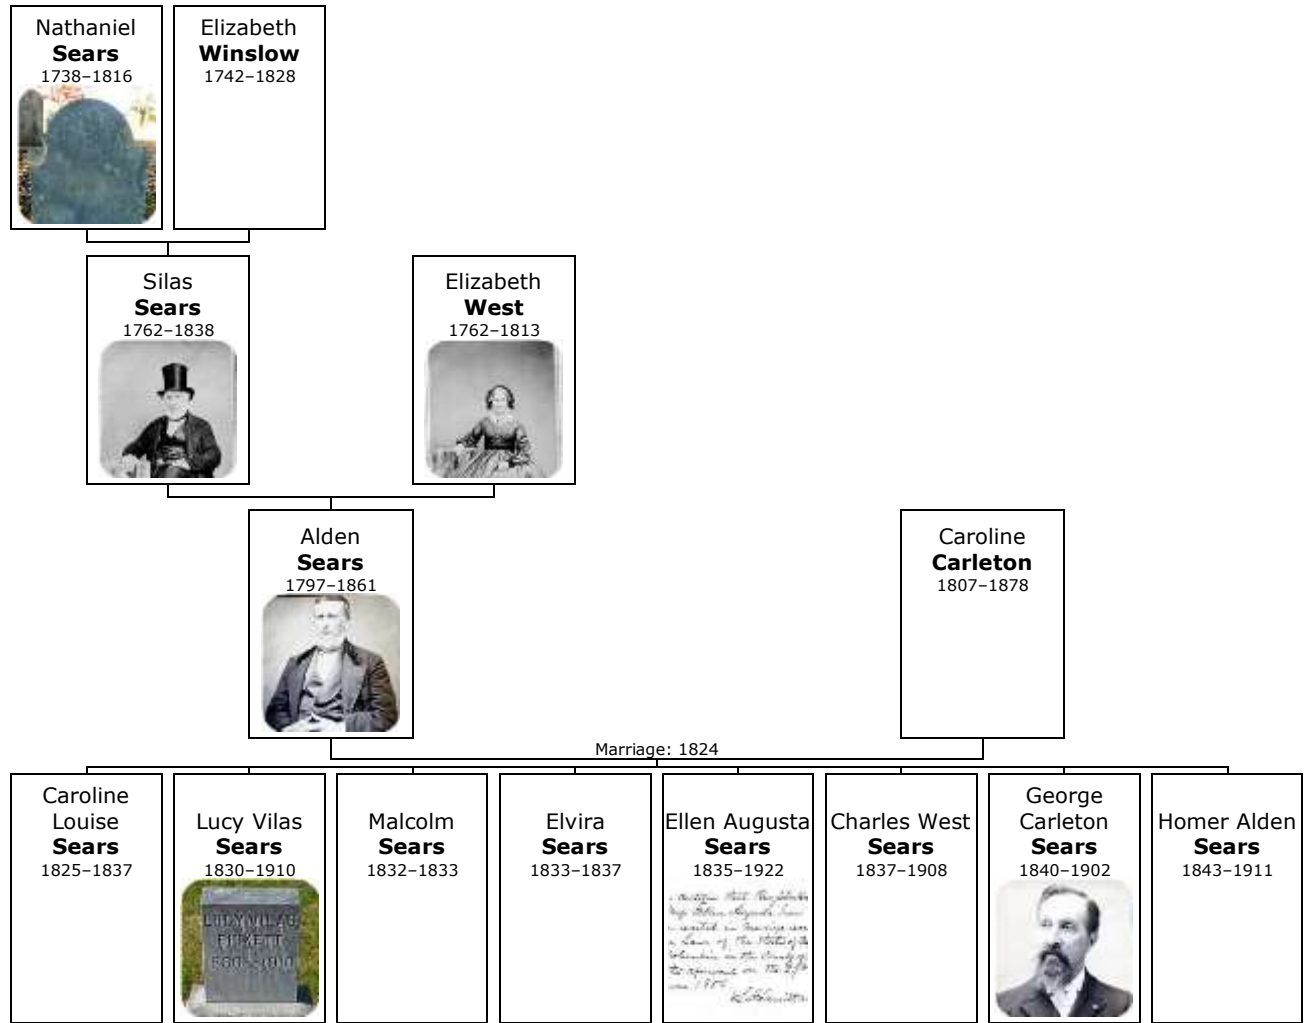 Nathaniel
Sears
1738–1816
Elizabeth
Winslow
1742–1828
Silas
Sears
1762–1838
Elizabeth
West
1762–1813
Alden
Sears
1797–1861
Caroline
Carleton
1807–1878
Marriage: 1824
Caroline
Louise
Sears
1825–1837
Lucy Vilas
Sears
1830–1910
LUCY VILAS
Malcolm
Sears
1832–1833
Elvira
Sears
1833–1837
Ellen Augusta
Sears
1835–1922
Charles West
Sears
1837–1908
George
Carleton
Sears
1840–1902
Homer Alden
Sears
1843–1911